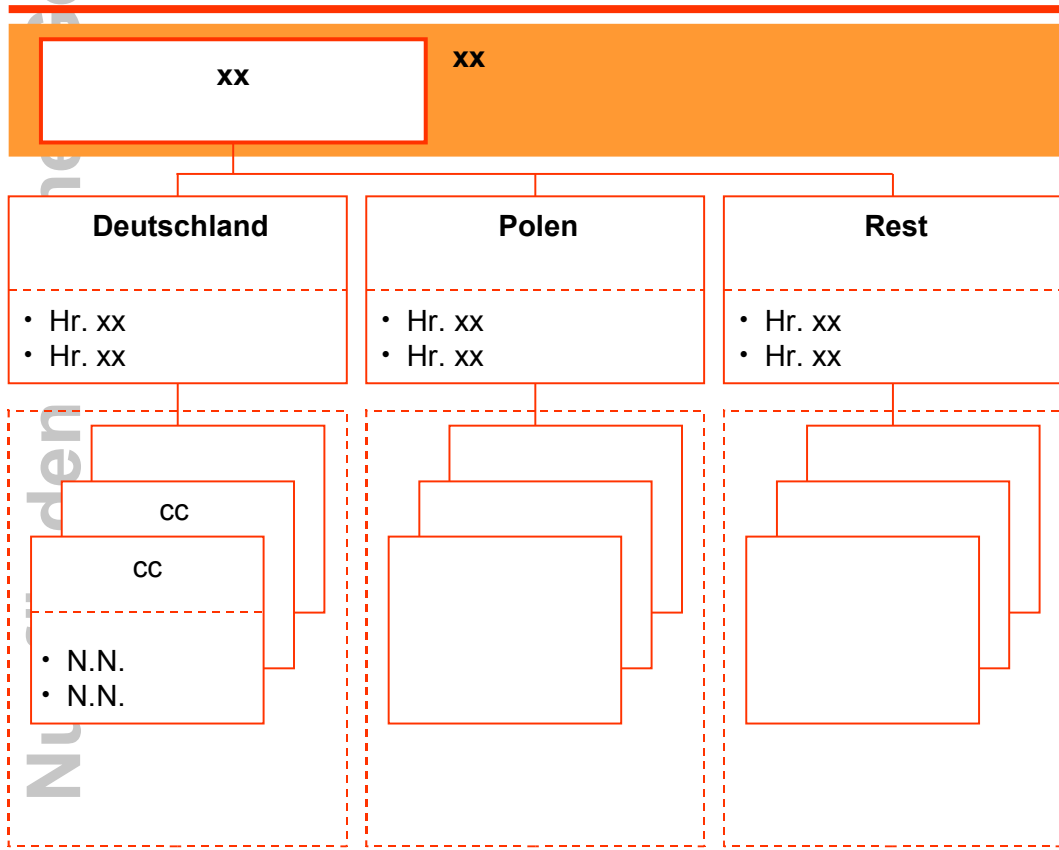 xx
xx
Deutschland
• Hr. xx
• Hr. xx
Polen
• Hr. xx
• Hr. xx
Rest
• Hr. xx
• Hr. xx
cc
cc
• N.N.
• N.N.
den